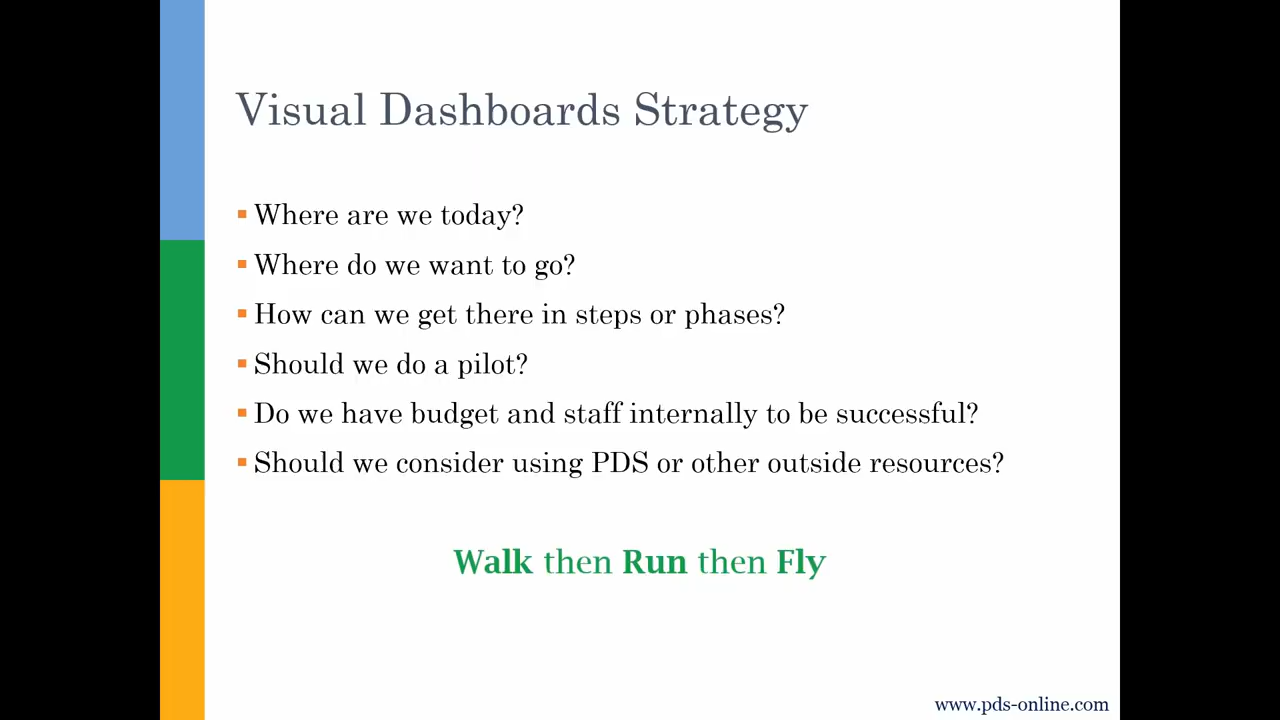 Visual Dashboards Strategy
Where are we today?
Where do we want to go?
How can we get there in steps or phases?
Should we do a pilot?
Do we have budget and staff internally to be successful?
Should we consider using PDS or other outside resources?
Walk then Run then Fly
www.pds-online.com